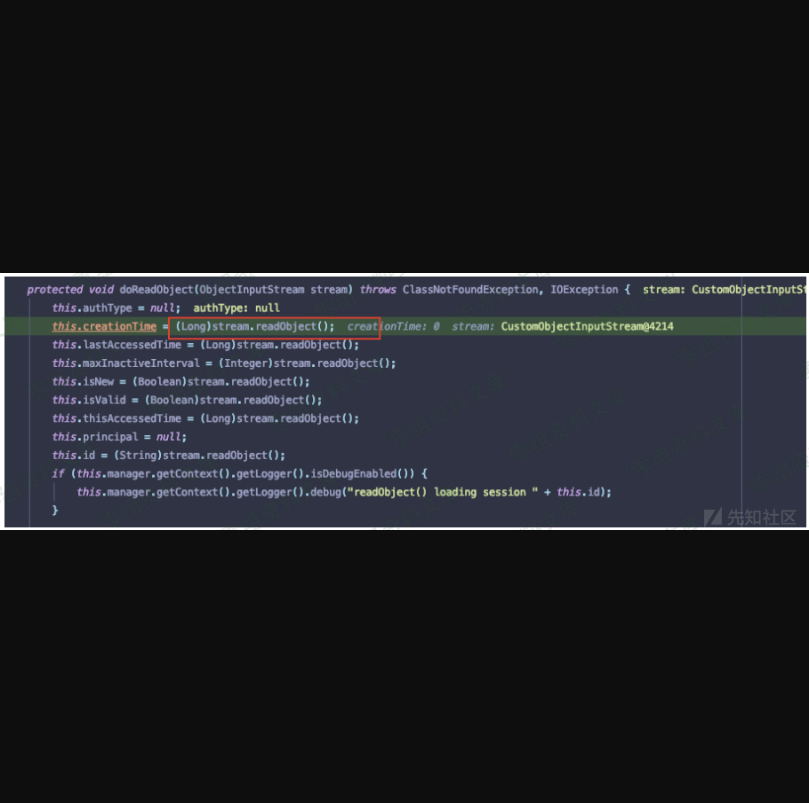 protected void doReadObject(ObjectInputStream stream) throws ClassNotFoundException, IOException {  stream: CustomObjectInputSt
this.authType = null;  authType: null
this.creationTime = (Long)stream.readObject();  creationTime: 0  stream: CustomObjectInputStream@4214
this.lastAccessedTime = (Long)stream.readObject();
this.maxInactiveInterval = (Integer)stream.readObject();
this.isNew = (Boolean)stream.readObject();
this.isValid = (Boolean)stream.readObject();
this.thisAccessedTime = (Long)stream.readObject();
this.principal = null;
this.id = (String)stream.readObject();
if (this.manager.getContext().getLogger().isDebugEnabled()) {
this.manager.getContext().getLogger().debug("readObject() loading session " + this.id);
}
先知社区